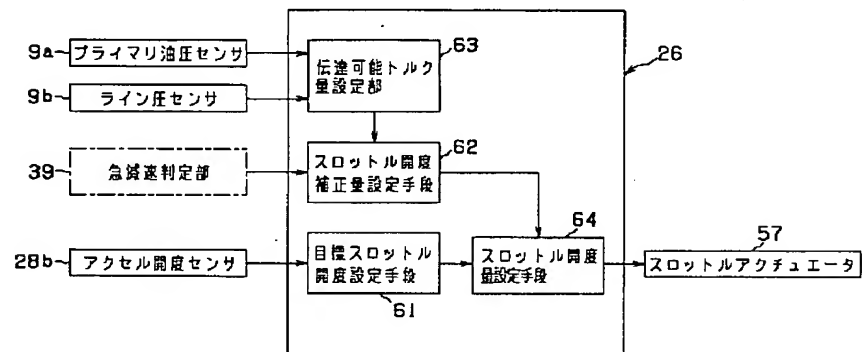 9a
プライマリ油圧センサ
9b
ライン圧センサ
39
急減速判定部
28b
アクセル開度センサ
63
伝達可能トルク
量設定部
62
スロットル開度
補正量設定手段
目標スロットル
開度設定手段
61
64
スロットル開度
量設定手段
26
57
スロットルアクチュエータ